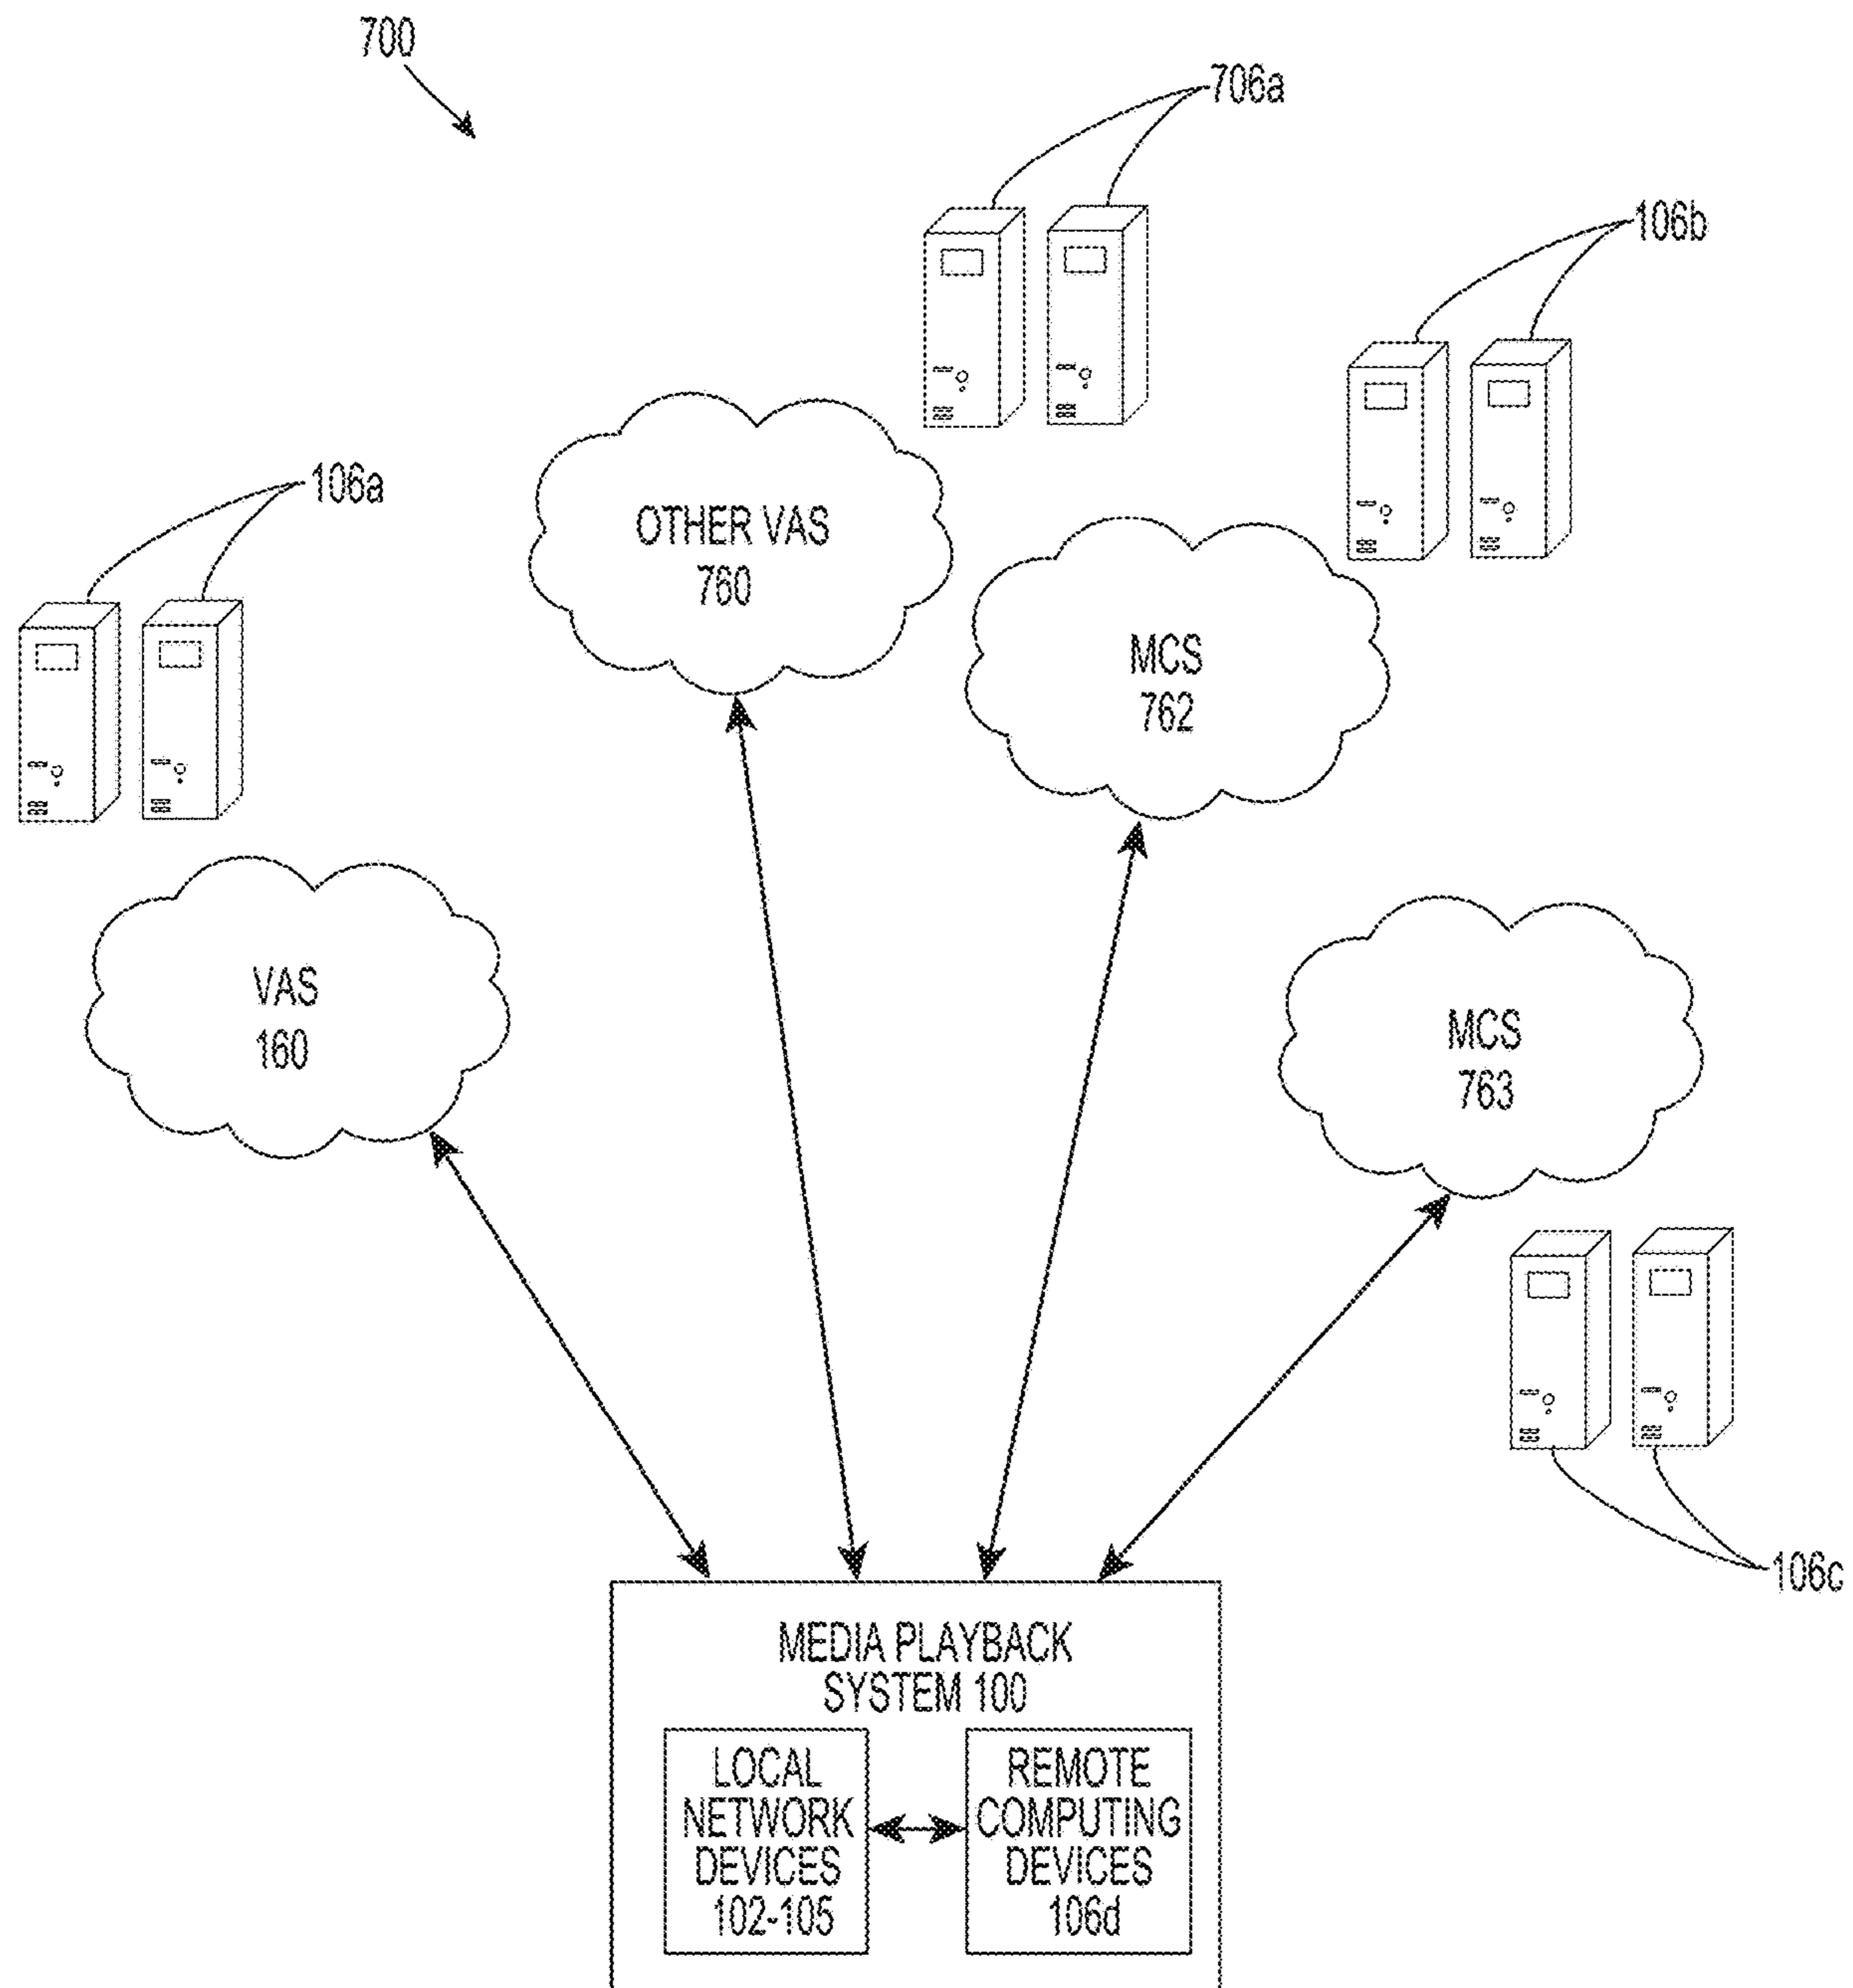 700
706a
106b
106a
OTHER VAS
760
MCS
762
VAS
160
MCS
763
106c
MEDIA PLAYBACK
SYSTEM 100
LOCAL
NETWORK
DEVICES
102-105
REMOTE
COMPUTING
DEVICES
106d